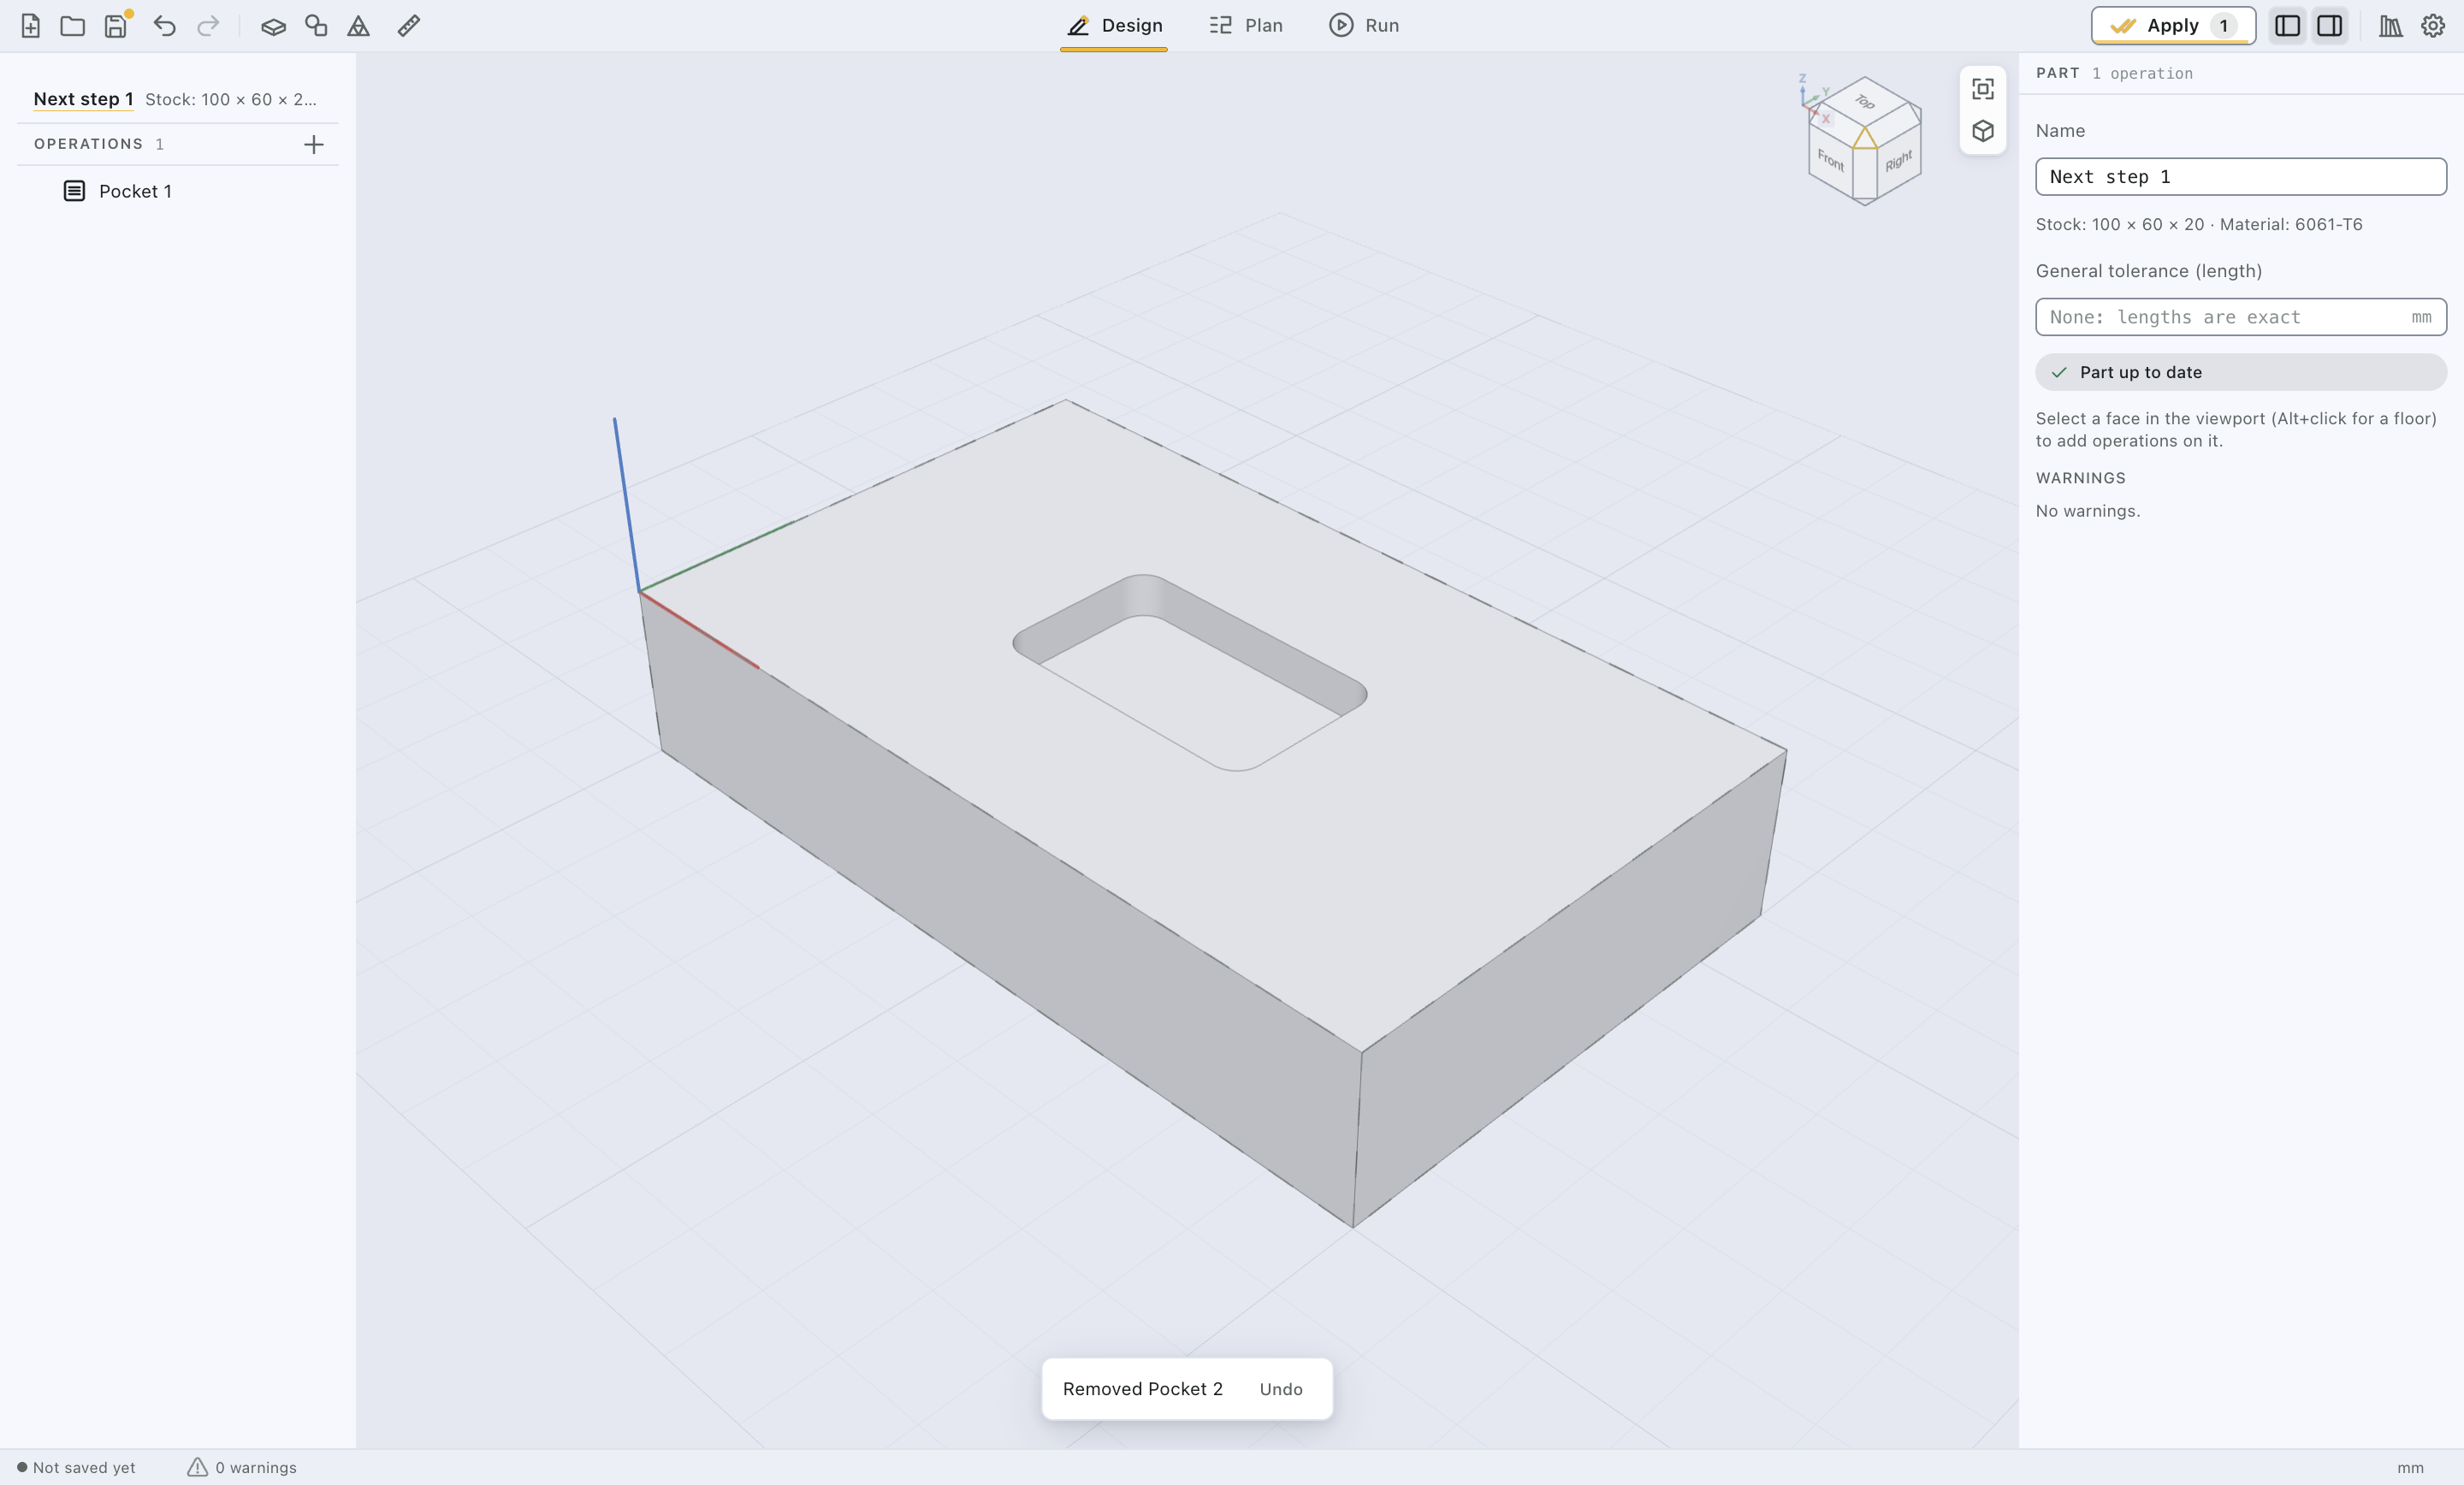 Design
Plan
Run
Apply 1
Next step 1 Stock: 100 × 60 × 2...
OPERATIONS 1
Pocket 1
Z
Y
X
Top
Front
Right
PART 1 operation
Name
Next step 1
Stock: 100 × 60 × 20 · Material: 6061-T6
General tolerance (length)
None: lengths are exact mm
Part up to date
Select a face in the viewport (Alt+click for a floor)
to add operations on it.
WARNINGS
No warnings.
Removed Pocket 2 Undo
Not saved yet
0 warnings
mm